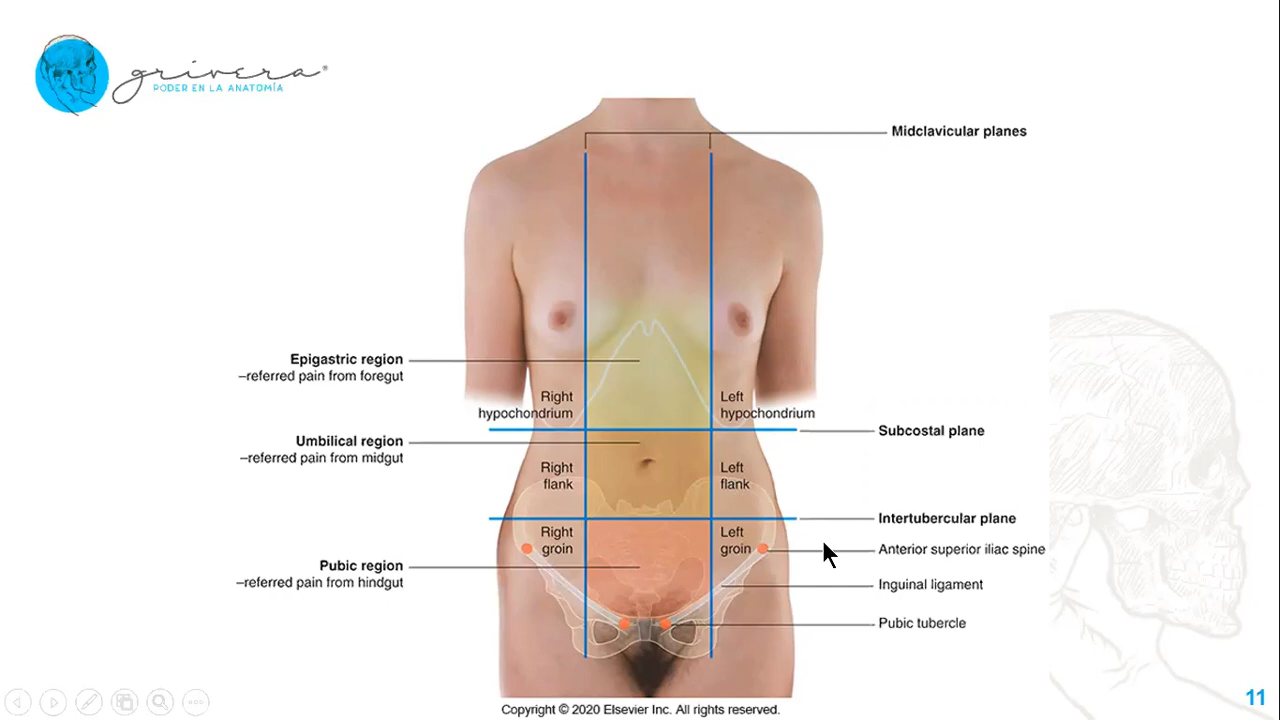 grivera®
PODER EN LA ANATOMÍA
Midclavicular planes
Epigastric region
–referred pain from foregut
Right
hypochondrium
Left
hypochondrium
Subcostal plane
Umbilical region
–referred pain from midgut
Right
flank
Left
flank
Intertubercular plane
Right
groin
Left
groin
Anterior superior iliac spine
Pubic region
–referred pain from hindgut
Inguinal ligament
Pubic tubercle
11
Copyright © 2020 Elsevier Inc. All rights reserved.